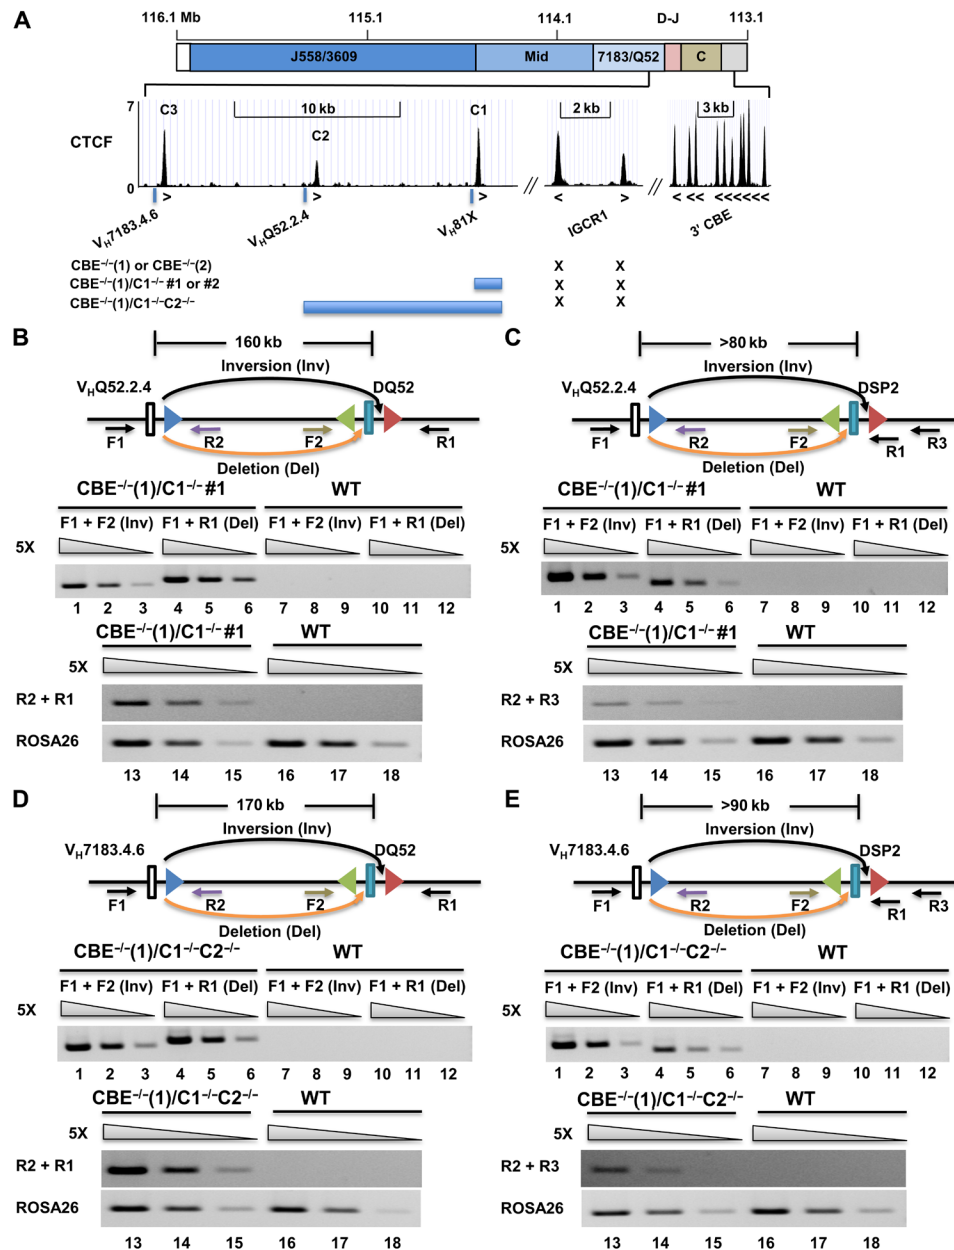 A
116.1 Mb 115.1 114.1 D-J 113.1
J558/3609 Mid 7183/Q52 C
7 C3 10 kb C1 2 kb 3 kb
C2
CTCF
0
> > > < > < < < < < < < < < <
V_H7183.4.6 V_HQ52.2.4 V_H81X IGCR1 3' CBE
CBE⁻/⁻(1) or CBE⁻/⁻(2) X X
CBE⁻/⁻(1)/C1⁻/⁻ #1 or #2 X X
CBE⁻/⁻(1)/C1⁻/⁻C2⁻/⁻ X X
B
160 kb
Inversion (Inv)
V_HQ52.2.4 DQ52
F1 R2 F2 R1
Deletion (Del)
CBE⁻/⁻(1)/C1⁻/⁻ #1 WT
F1 + F2 (Inv) F1 + R1 (Del) F1 + F2 (Inv) F1 + R1 (Del)
5X
1 2 3 4 5 6 7 8 9 10 11 12
CBE⁻/⁻(1)/C1⁻/⁻ #1 WT
5X
R2 + R1
ROSA26
13 14 15 16 17 18
C
>80 kb
Inversion (Inv)
V_HQ52.2.4 DSP2
F1 R2 F2 R1 R3
Deletion (Del)
CBE⁻/⁻(1)/C1⁻/⁻ #1 WT
F1 + F2 (Inv) F1 + R1 (Del) F1 + F2 (Inv) F1 + R1 (Del)
5X
1 2 3 4 5 6 7 8 9 10 11 12
CBE⁻/⁻(1)/C1⁻/⁻ #1 WT
5X
R2 + R3
ROSA26
13 14 15 16 17 18
D
170 kb
Inversion (Inv)
V_H7183.4.6 DQ52
F1 R2 F2 R1
Deletion (Del)
CBE⁻/⁻(1)/C1⁻/⁻C2⁻/⁻ WT
F1 + F2 (Inv) F1 + R1 (Del) F1 + F2 (Inv) F1 + R1 (Del)
5X
1 2 3 4 5 6 7 8 9 10 11 12
CBE⁻/⁻(1)/C1⁻/⁻C2⁻/⁻ WT
5X
R2 + R1
ROSA26
13 14 15 16 17 18
E
>90 kb
Inversion (Inv)
V_H7183.4.6 DSP2
F1 R2 F2 R1 R3
Deletion (Del)
CBE⁻/⁻(1)/C1⁻/⁻C2⁻/⁻ WT
F1 + F2 (Inv) F1 + R1 (Del) F1 + F2 (Inv) F1 + R1 (Del)
5X
1 2 3 4 5 6 7 8 9 10 11 12
CBE⁻/⁻(1)/C1⁻/⁻C2⁻/⁻ WT
5X
R2 + R3
ROSA26
13 14 15 16 17 18